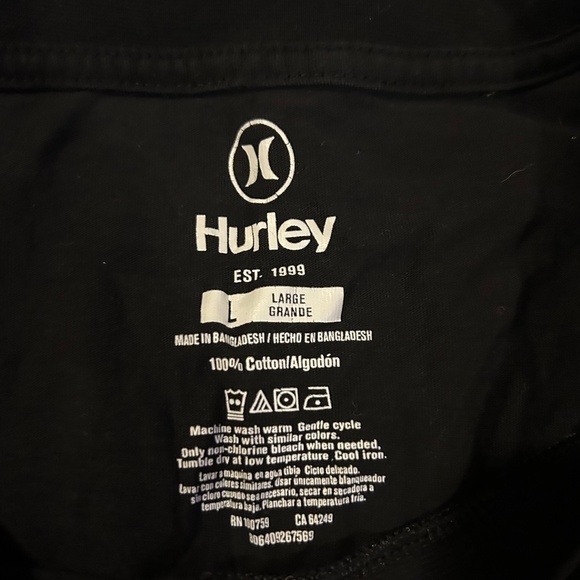 Hurley
EST. 1999
L
LARGE
GRANDE
MADE IN BANGLADESH / HECHO EN BANGLADESH
100% Cotton/Algodón
Machine wash warm Gentle cycle
Wash with similar colors.
Only non-chlorine bleach when needed.
Tumble dry at low temperature. Cool iron.
Lavar a maquina en agua tibia Ciclo delicado.
Lavar con colores similares. Usar únicamente blanqueador
sin cloro cuando sea necesario, secar en secadora a
temperatura baja. Planchar a temperatura fria.
RN 100759 CA 64249
806409267569